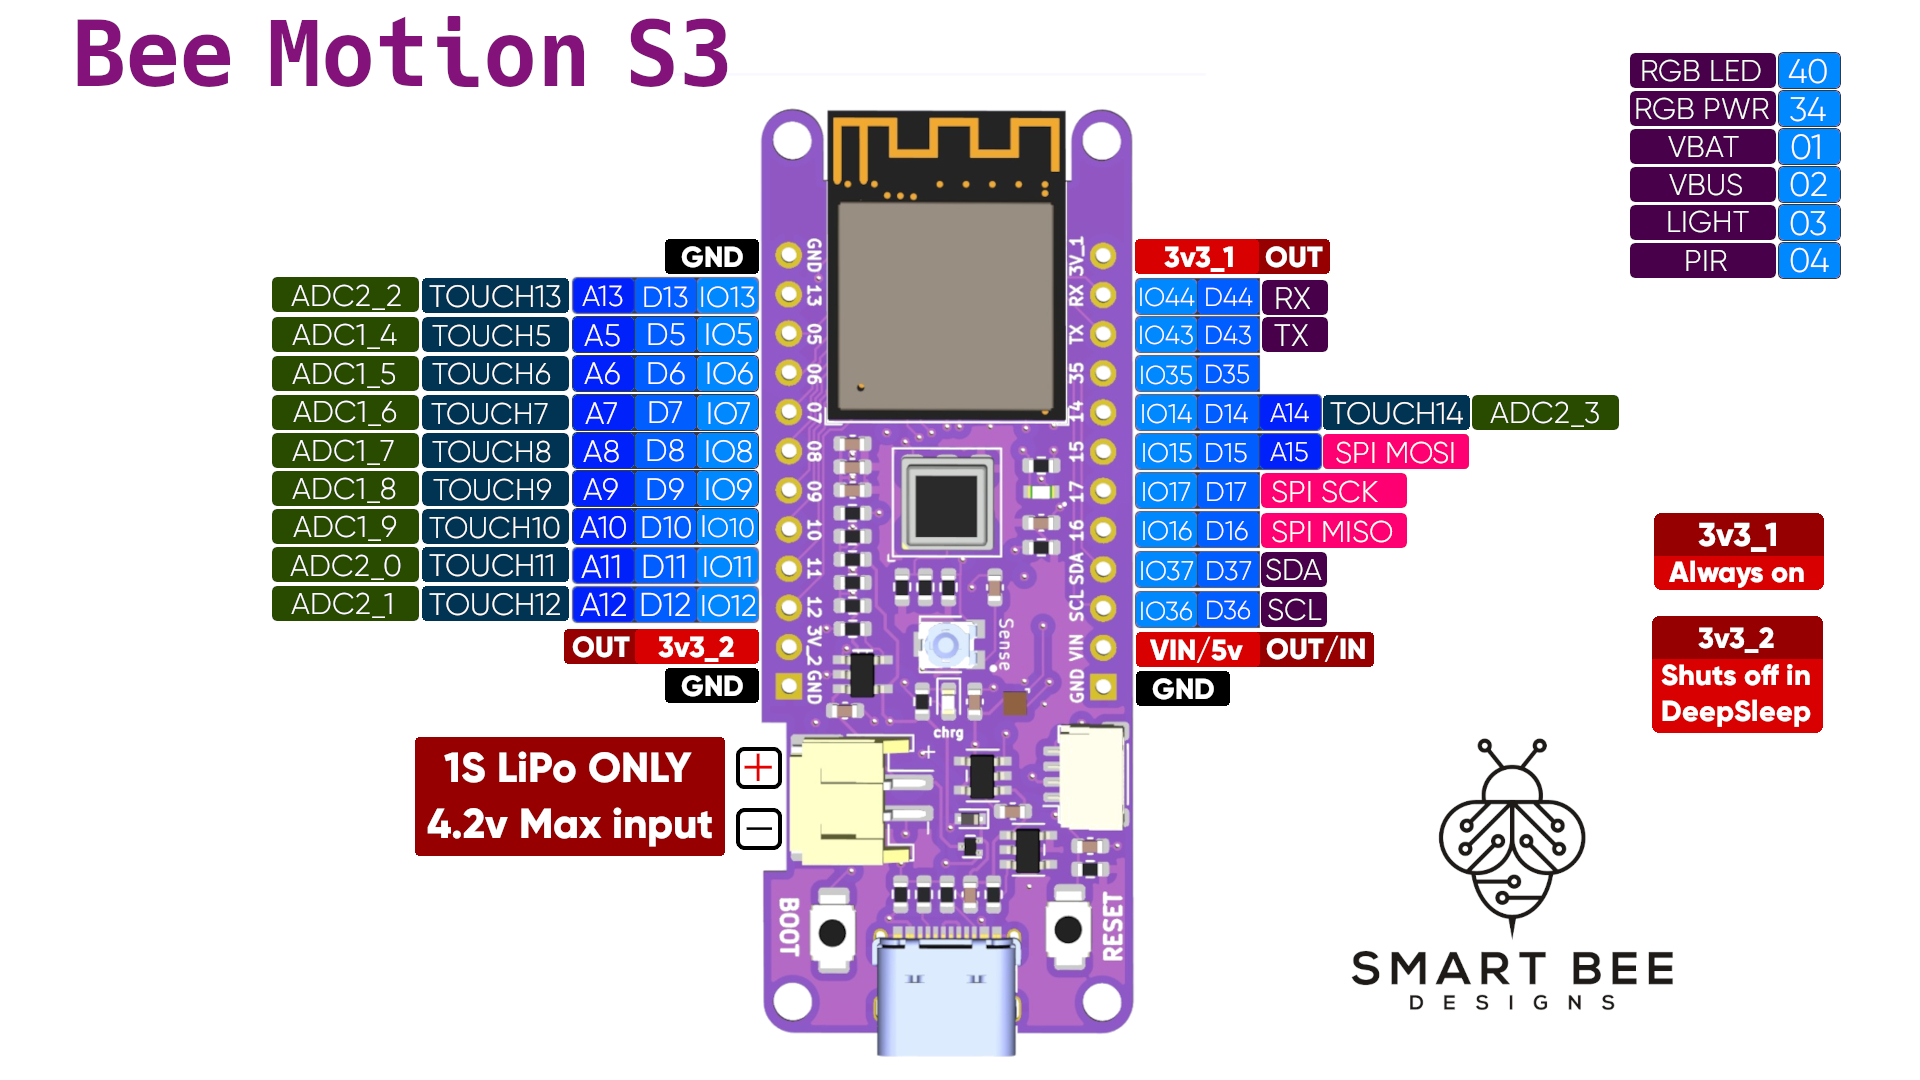 Bee Motion S3
RGB LED 40
RGB PWR 34
VBAT 01
VBUS 02
LIGHT 03
PIR 04
GND
ADC2_2 TOUCH13 A13 D13 IO13
ADC1_4 TOUCH5 A5 D5 IO5
ADC1_5 TOUCH6 A6 D6 IO6
ADC1_6 TOUCH7 A7 D7 IO7
ADC1_7 TOUCH8 A8 D8 IO8
ADC1_8 TOUCH9 A9 D9 IO9
ADC1_9 TOUCH10 A10 D10 IO10
ADC2_0 TOUCH11 A11 D11 IO11
ADC2_1 TOUCH12 A12 D12 IO12
OUT 3v3_2
GND
GND
13
05
06
07
08
09
10
11
12
3V_2
GND
3V_1
RX
TX
35
14
15
17
16
SDA
SCL
VIN
GND
3v3_1 OUT
IO44 D44 RX
IO43 D43 TX
IO35 D35
IO14 D14 A14 TOUCH14 ADC2_3
IO15 D15 A15 SPI MOSI
IO17 D17 SPI SCK
IO16 D16 SPI MISO
IO37 D37 SDA
IO36 D36 SCL
VIN/5v OUT/IN
GND
Sense
chrg
+
1S LiPo ONLY
4.2v Max input
+
−
BOOT
RESET
3v3_1
Always on
3v3_2
Shuts off in
DeepSleep
SMART BEE
DESIGNS